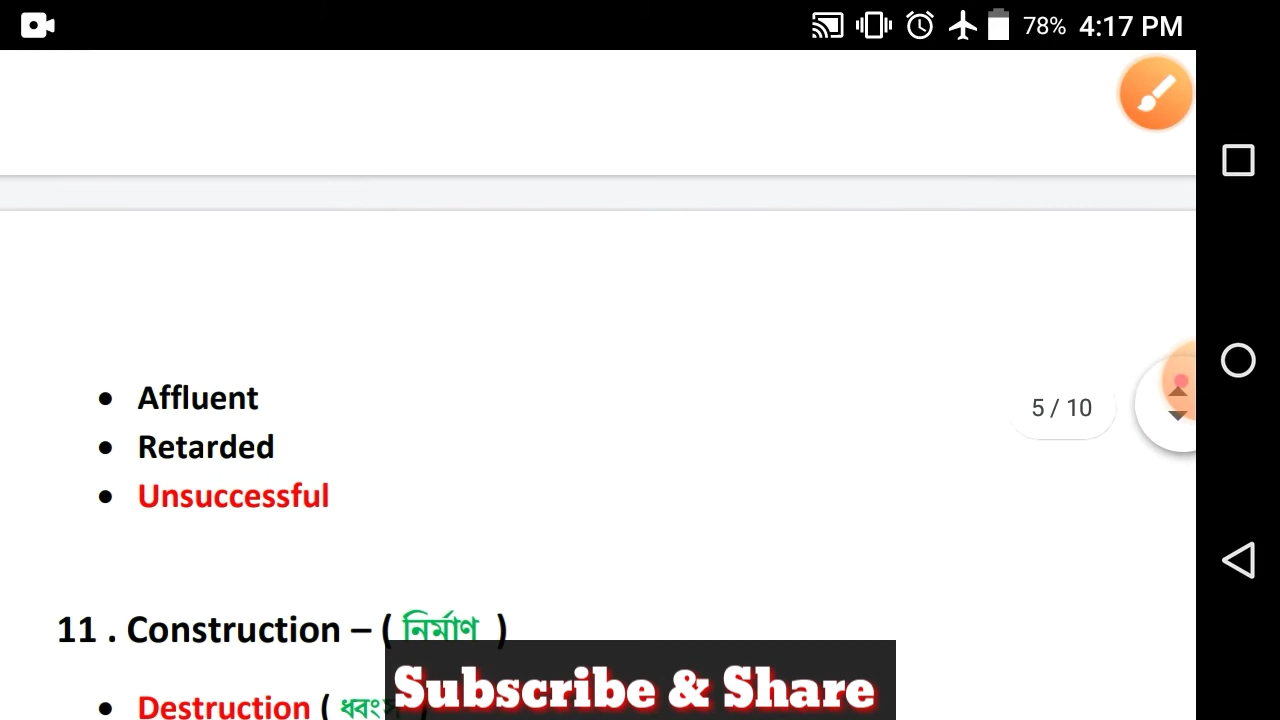 78% 4:17 PM
• Affluent
5 / 10
• Retarded
• Unsuccessful
11 . Construction – ( নির্মাণ )
• Destruction (
Subscribe & Share